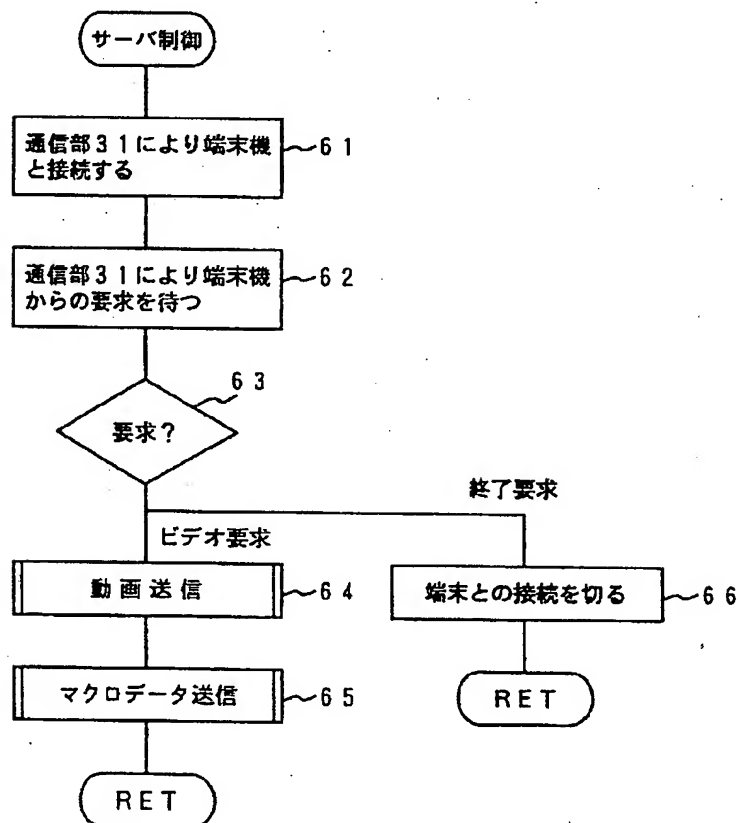 サーバ制御
通信部31により端末機
と接続する
61
通信部31により端末機
からの要求を待つ
62
63
要求?
終了要求
ビデオ要求
動画送信
64
端末との接続を切る
66
マクロデータ送信
65
RET
RET